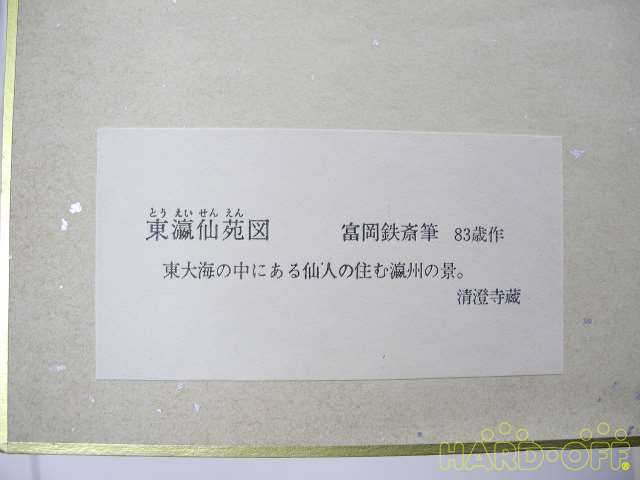 とうえいせんえん
東瀛仙苑図 富岡鉄斎筆 83歳作
東大海の中にある仙人の住む瀛州の景。
清澄寺蔵
HARD・OFF®